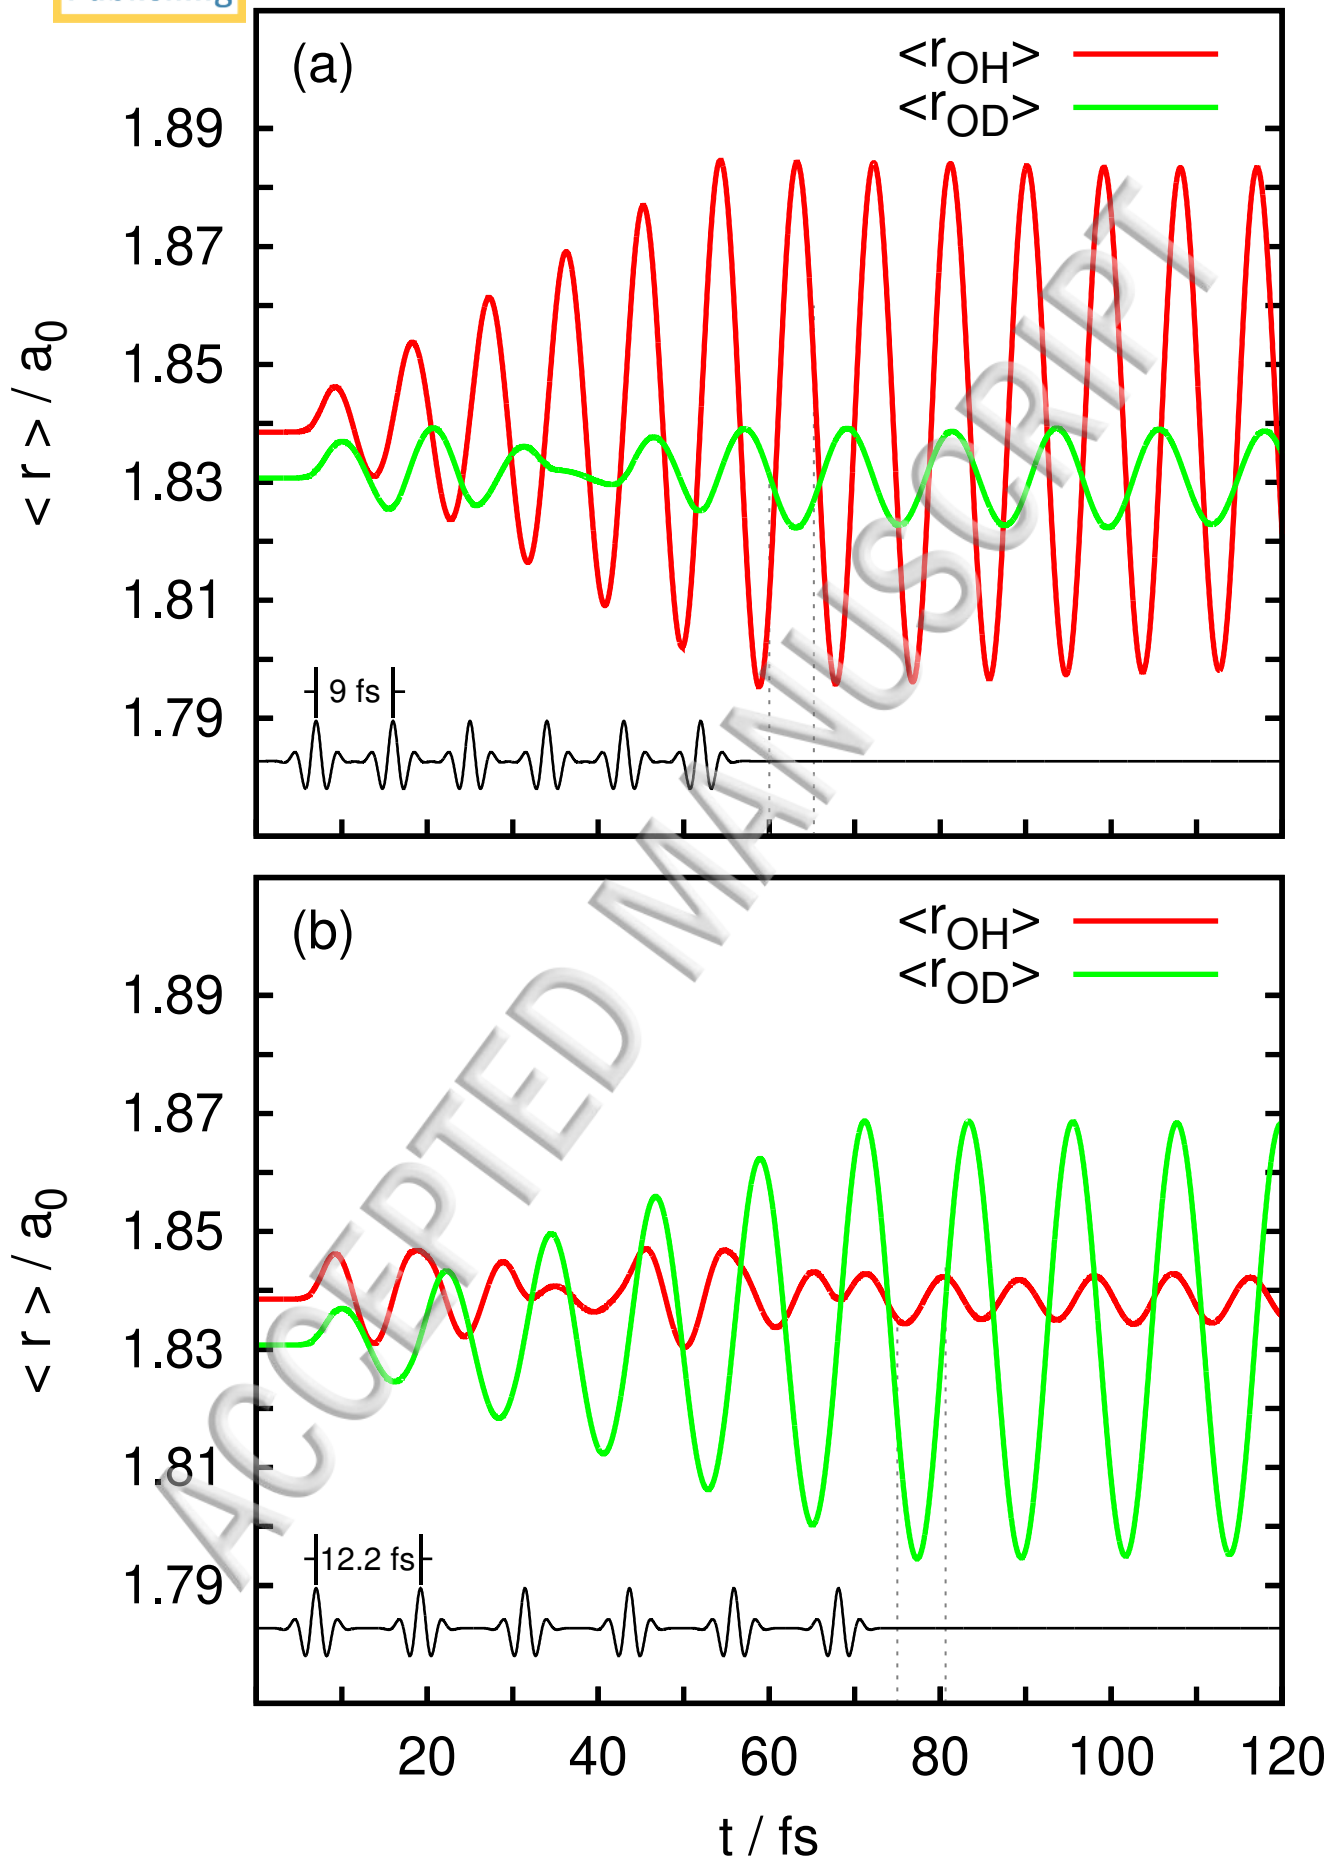 Publishing
(a)
<rOH>
<rOD>
1.89
1.87
1.85
1.83
1.81
1.79
< r > / a0
9 fs
(b)
<rOH>
<rOD>
1.89
1.87
1.85
1.83
1.81
1.79
< r > / a0
12.2 fs
20 40 60 80 100 120
t / fs
ACCEPTED MANUSCRIPT